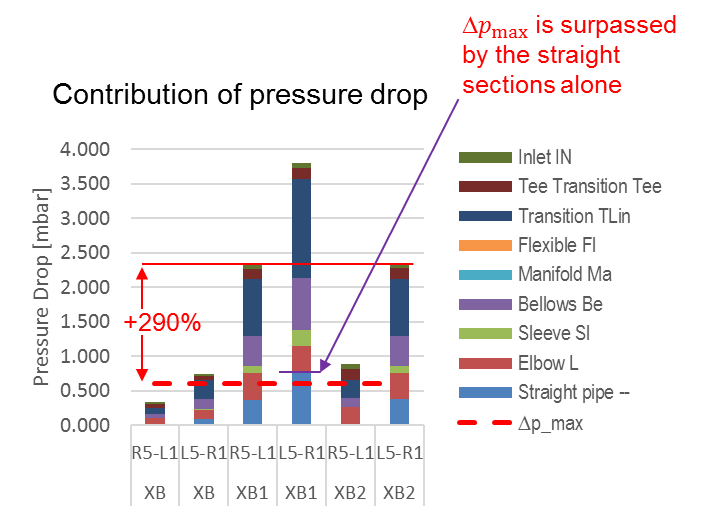 Δp_max is surpassed
by the straight
sections alone
Contribution of pressure drop
Pressure Drop [mbar]
4.000
3.500
3.000
2.500
2.000
1.500
1.000
0.500
0.000
+290%
R5-L1 L5-R1 R5-L1 L5-R1 R5-L1 L5-R1
XB XB XB1 XB1 XB2 XB2
Inlet IN
Tee Transition Tee
Transition TLin
Flexible Fl
Manifold Ma
Bellows Be
Sleeve Sl
Elbow L
Straight pipe --
Δp_max